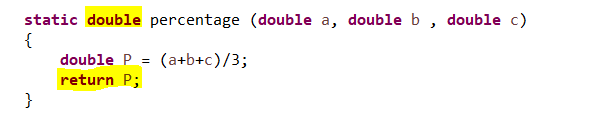 static double percentage (double a, double b , double c)
{
double P = (a+b+c)/3;
return P;
}